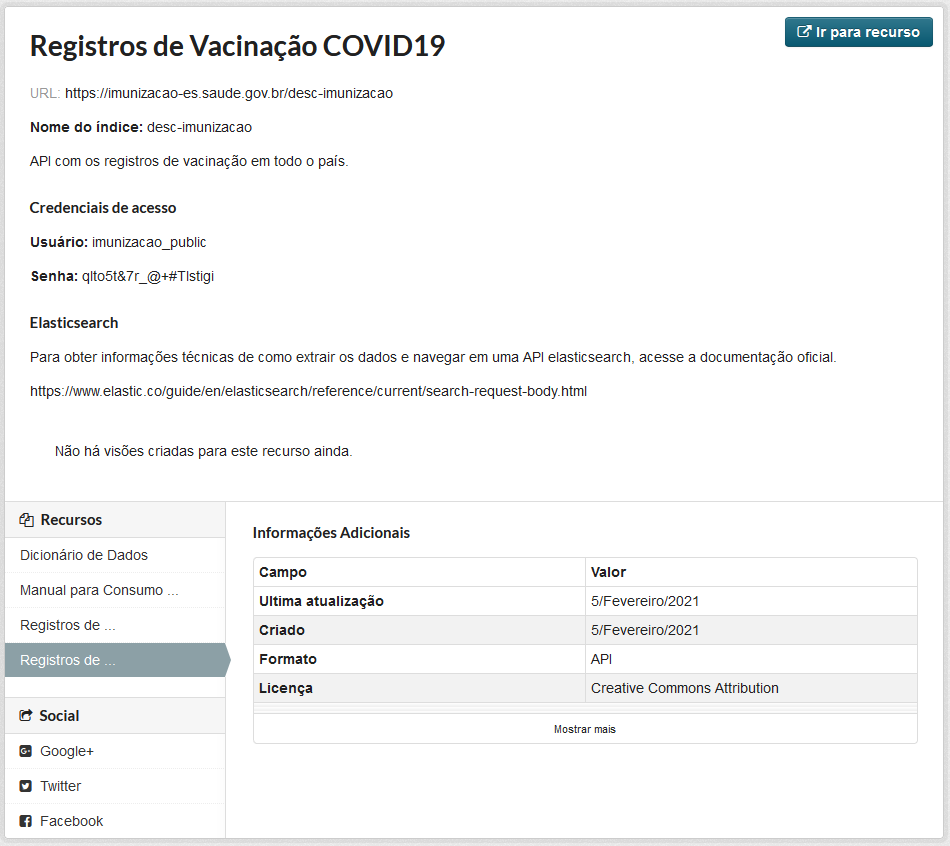 Registros de Vacinação COVID19
Ir para recurso
URL: https://imunizacao-es.saude.gov.br/desc-imunizacao
Nome do índice: desc-imunizacao
API com os registros de vacinação em todo o país.
Credenciais de acesso
Usuário: imunizacao_public
Senha: qlto5t&7r_@+#Tlstigi
Elasticsearch
Para obter informações técnicas de como extrair os dados e navegar em uma API elasticsearch, acesse a documentação oficial.
https://www.elastic.co/guide/en/elasticsearch/reference/current/search-request-body.html
Não há visões criadas para este recurso ainda.
Recursos
Dicionário de Dados
Manual para Consumo ...
Registros de ...
Registros de ...
Social
Google+
Twitter
Facebook
Informações Adicionais
Campo Valor
Ultima atualização 5/Fevereiro/2021
Criado 5/Fevereiro/2021
Formato API
Licença Creative Commons Attribution
Mostrar mais